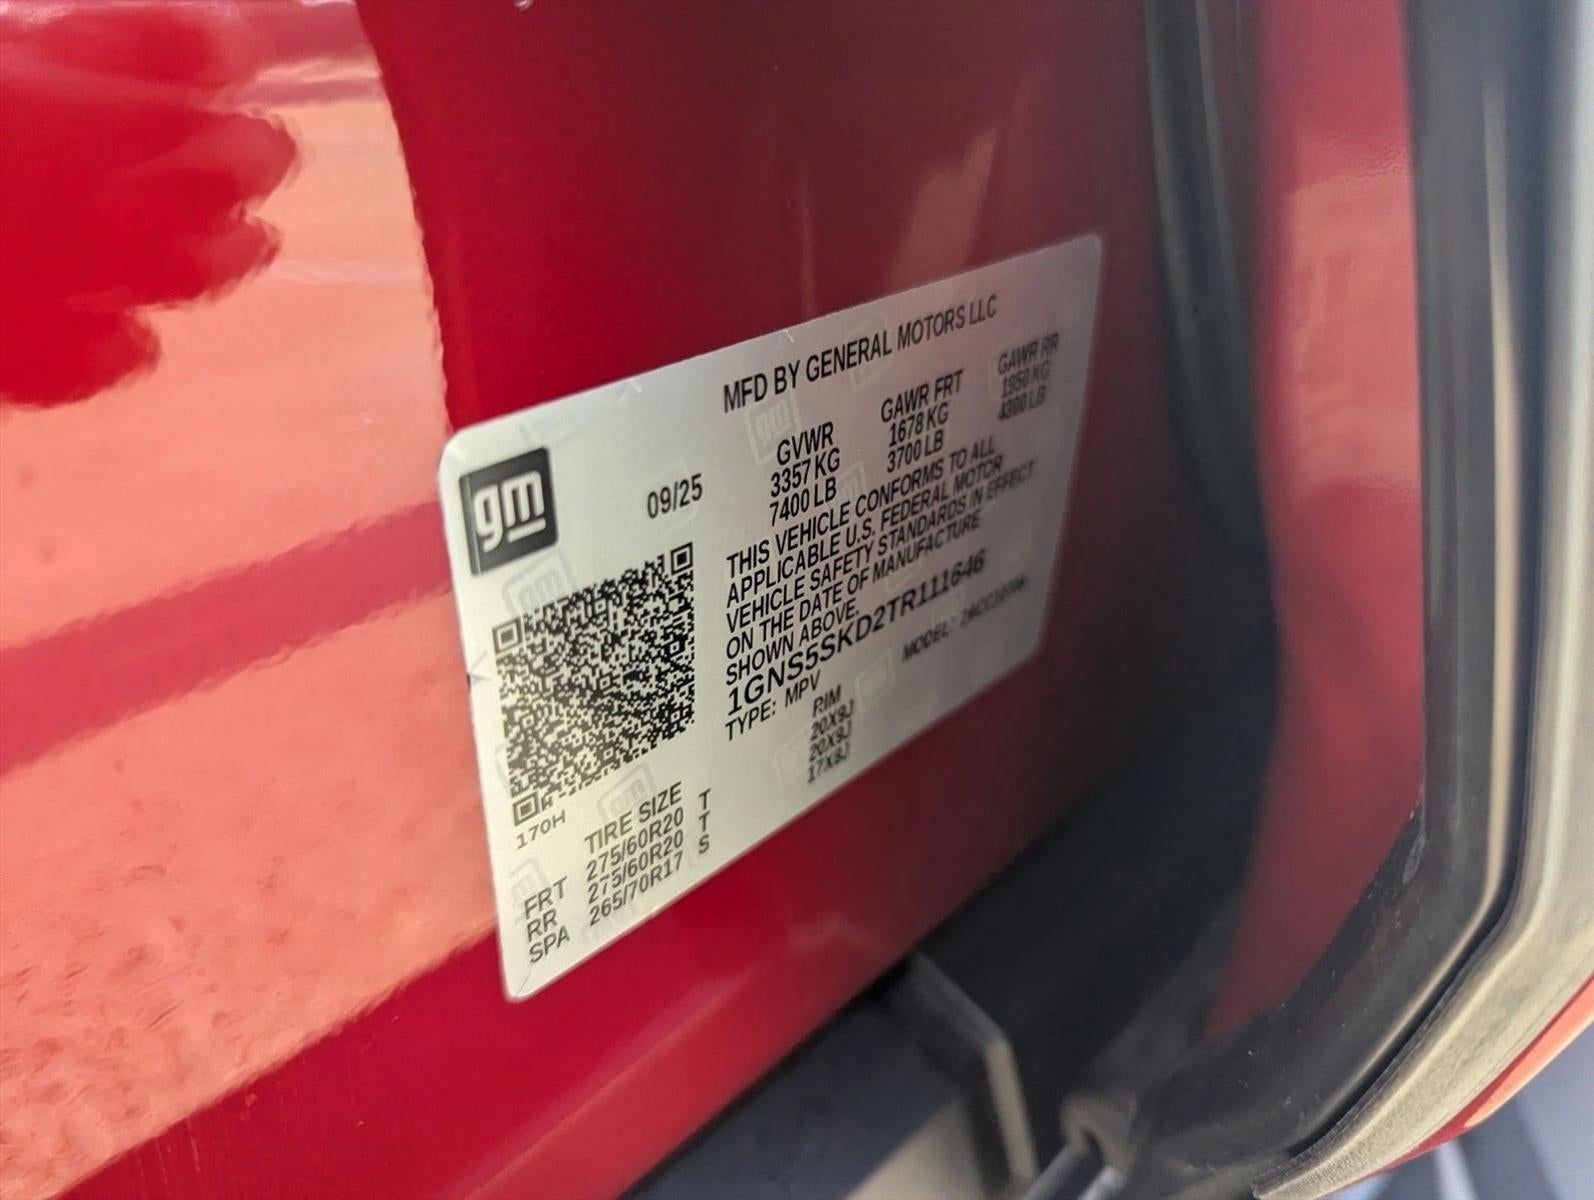 MFD BY GENERAL MOTORS LLC
gm
09/25
GVWR GAWR FRT GAWR RR
3357 KG 1678 KG 1950 KG
7400 LB 3700 LB 4300 LB
THIS VEHICLE CONFORMS TO ALL
APPLICABLE U.S. FEDERAL MOTOR
VEHICLE SAFETY STANDARDS IN EFFECT
ON THE DATE OF MANUFACTURE
SHOWN ABOVE.
1GNS5SKD2TR111646
TYPE: MPV MODEL:
170H
TIRE SIZE RIM
FRT 275/60R20 T 20X9J
RR 275/60R20 T 20X9J
SPA 265/70R17 S 17X8J